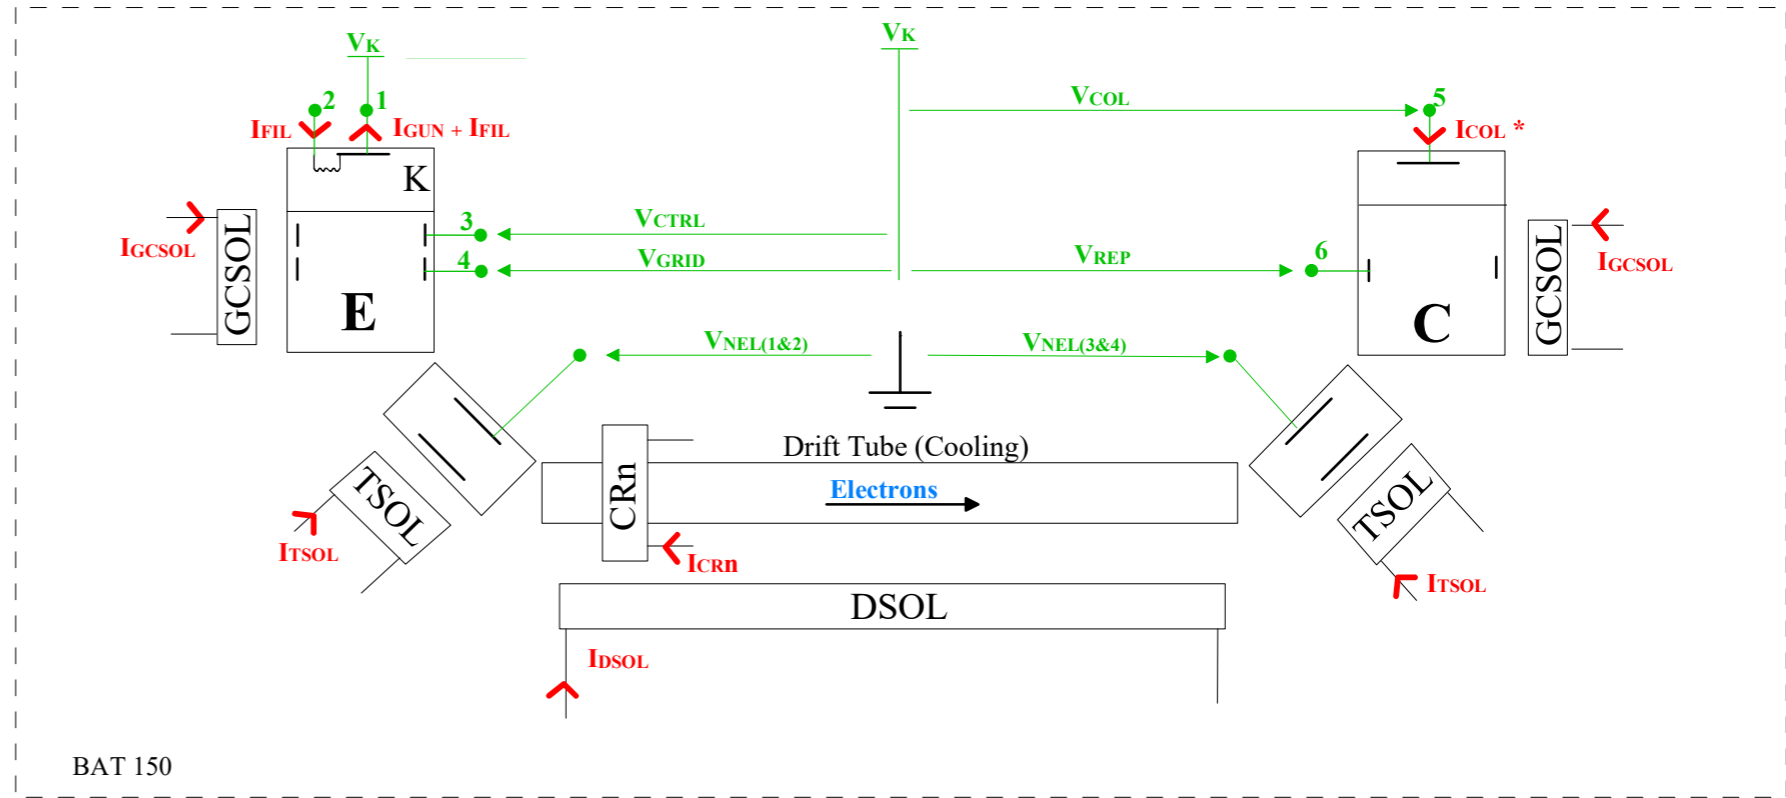 VK
VK
2
1
IFIL
IGUN + IFIL
VCOL
5
ICOL *
K
IGCSOL
GCSOL
3
VCTRL
4
VGRID
VREP
6
GCSOL
IGCSOL
E
C
VNEL(1&2)
VNEL(3&4)
Drift Tube (Cooling)
TSOL
CRn
Electrons
TSOL
ITSOL
ICRn
ITSOL
DSOL
IDSOL
BAT 150